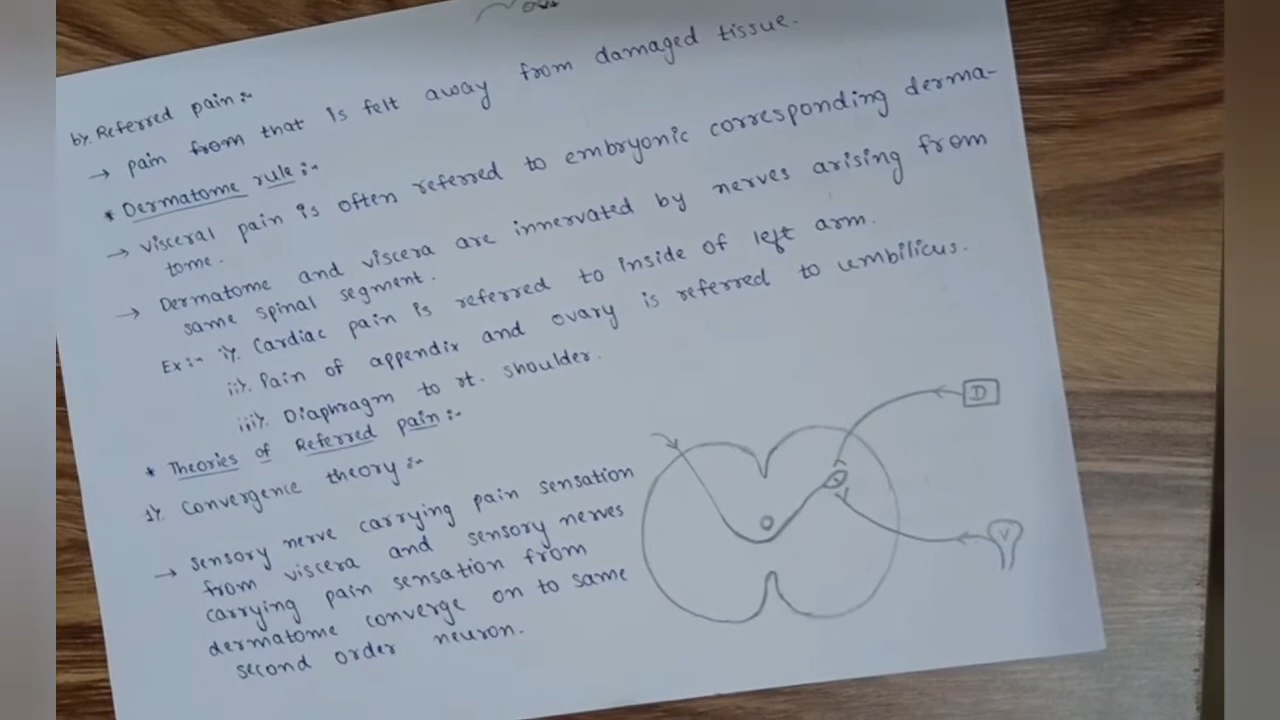 by. Referred pain:-
→ pain from that is felt away from damaged tissue.
* Dermatome rule:-
→ visceral pain is often referred to embryonic corresponding derma-
tome.
→ Dermatome and viscera are innervated by nerves arising from
same spinal segment.
Ex:- i). Cardiac pain is referred to inside of left arm.
ii). Pain of appendix and ovary is referred to umbilicus.
iii). Diaphragm to rt. shoulder.
* Theories of Referred pain:-
1). Convergence theory:-
→ sensory nerve carrying pain sensation
from viscera and sensory nerves
carrying pain sensation from
dermatome converge on to same
second order neuron.
D
V